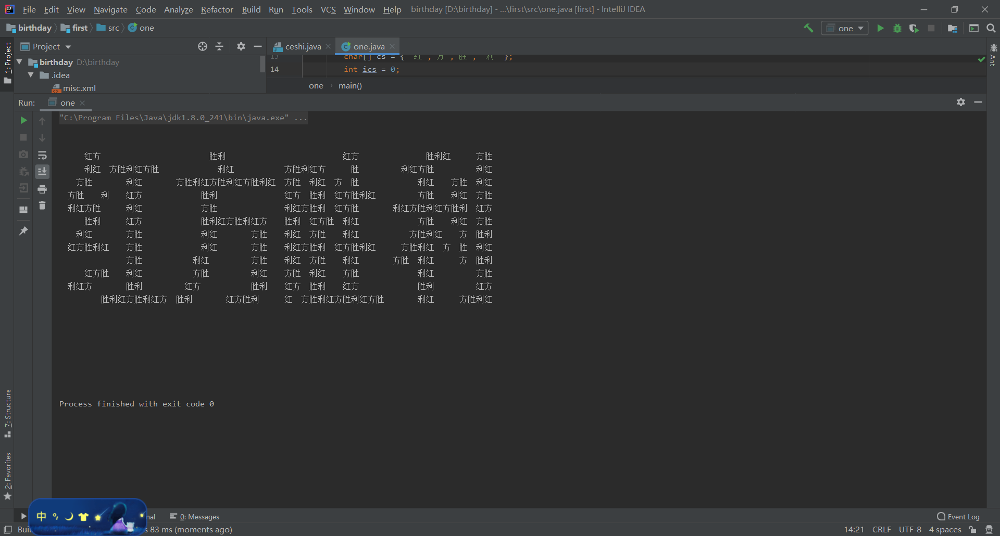 File Edit View Navigate Code Analyze Refactor Build Run Tools VCS Window Help birthday [D:\birthday] - ...\first\src\one.java [first] - IntelliJ IDEA
birthday first src one one
Project ceshi.java one.java
1: Project
Ant
birthday D:\birthday
.idea
misc.xml
13 char[] cs = { 红 , 方 , 胜 , 利 };
14 int ics = 0;
one › main()
Run: one
"C:\Program Files\Java\jdk1.8.0_241\bin\java.exe" ...
红方 胜利 红方 胜利红 方胜
利红 方胜利红方胜 利红 方胜利红方 胜 利红方胜 利红
方胜 利红 方胜利红方胜利红方胜利红 方胜 利红 方 胜 利红 方胜 利红
方胜 利 红方 胜利 红方 胜利 红方胜利红 方胜 利红 方胜
利红方胜 利红 方胜 利红方胜利 红方胜 利红方胜利红方胜利 红方
胜利 红方 胜利红方胜利红方 胜利 红方胜 利红 方胜 利红 方胜
利红 方胜 利红 方胜 利红 方胜 利红 方胜利红 方 胜利
红方胜利红 方胜 利红 方胜 利红方胜利 红方胜利红 方胜利红 方 胜 利红
方胜 利红 方胜 利红 方胜 利红 方胜 利红 方 胜利
红方胜 利红 方胜 利红 方胜 利红 方胜 利红 方胜
利红方 胜利 红方 胜利 红方 胜利 红方 胜利 红方
胜利红方胜利红方 胜利 红方胜利 红 方胜利红方胜利红方胜 利红 方胜利红
Process finished with exit code 0
7: Structure
2: Favorites
中
nal 0: Messages Event Log
Buil s 83 ms (moments ago) 14:21 CRLF UTF-8 4 spaces